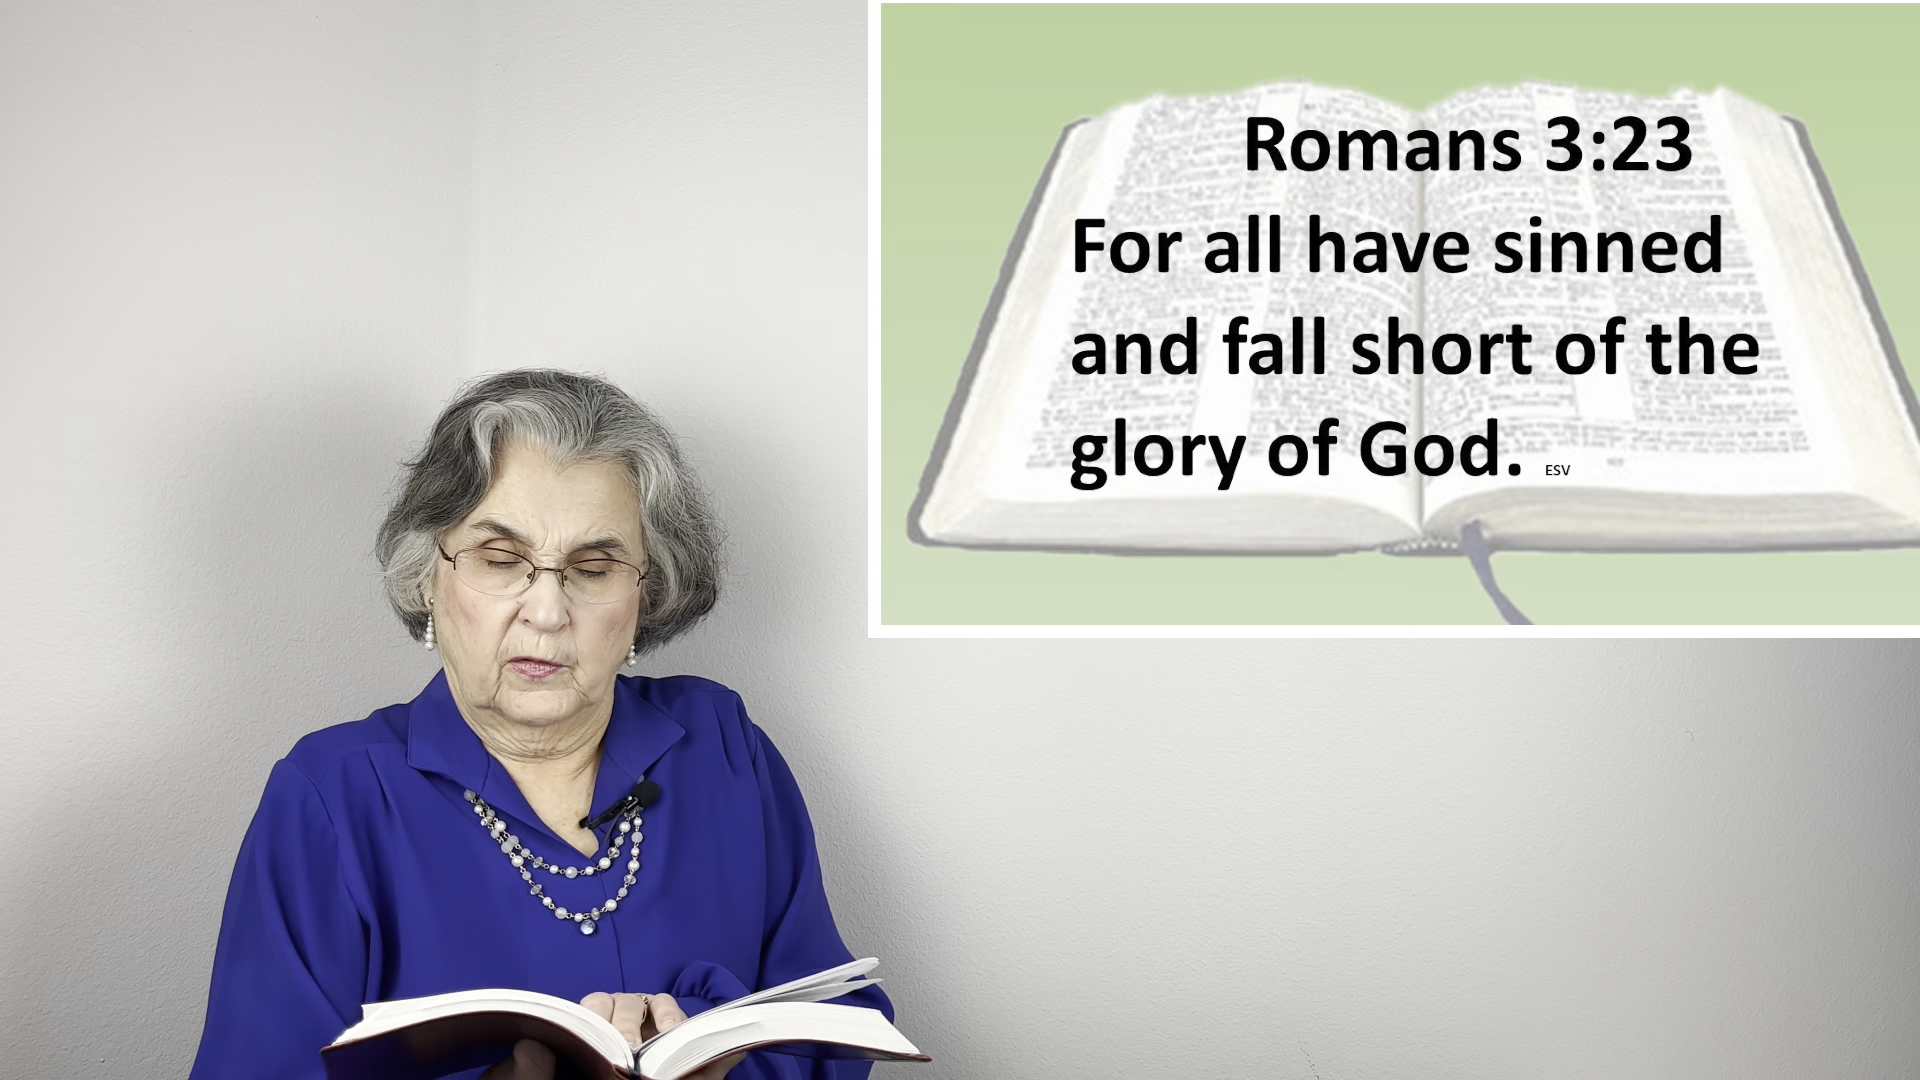 Romans 3:23
For all have sinned
and fall short of the
glory of God. ESV